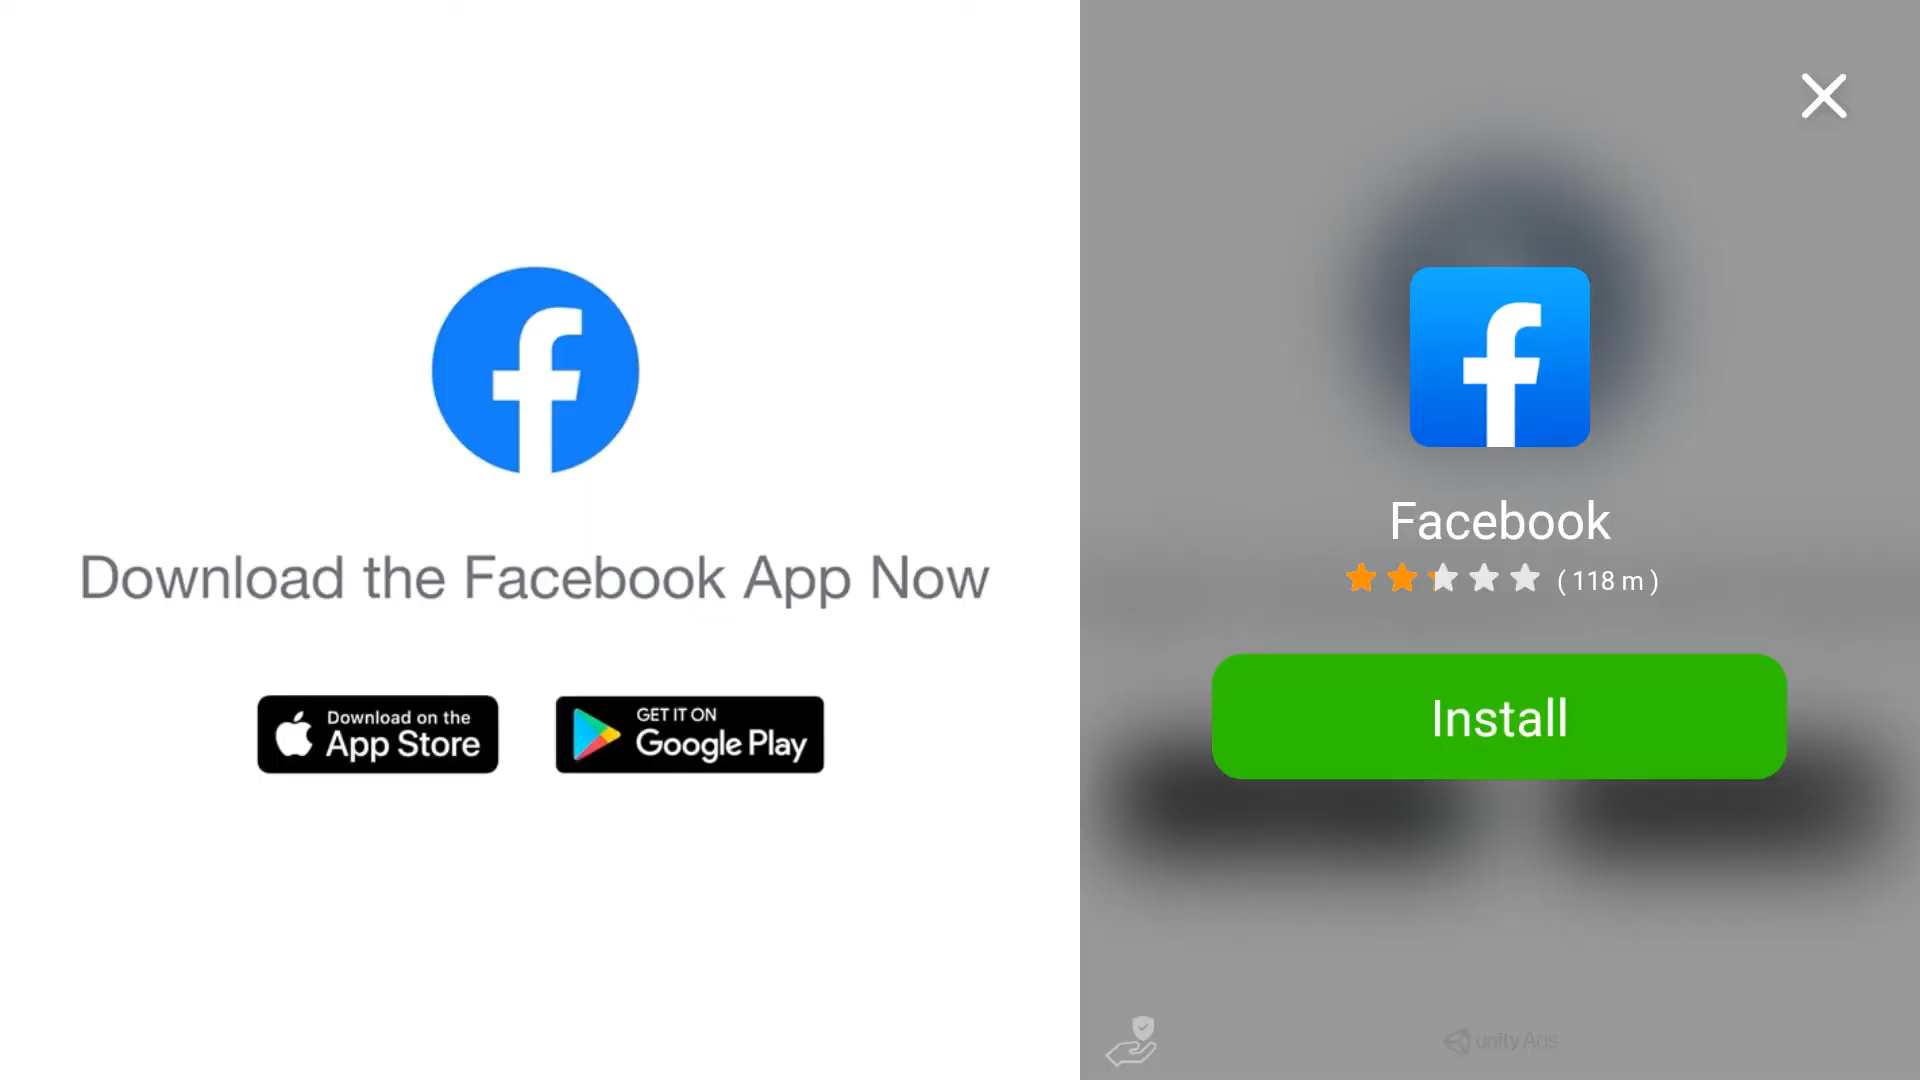 Download the Facebook App Now
Download on the
App Store
GET IT ON
Google Play
Facebook
( 118 m )
Install
unity Ads